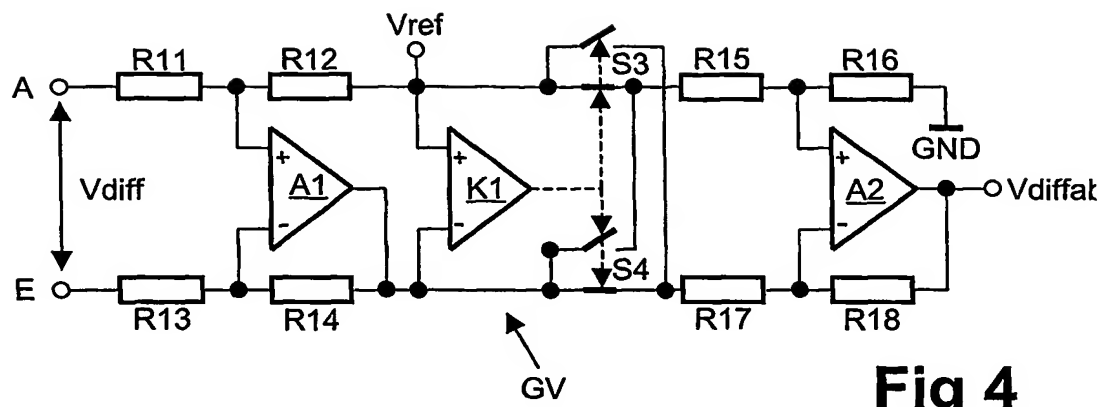 Vref
R11 R12 S3 R15 R16
A
+ + +
GND
Vdiff A1 K1 A2 Vdiffab
- - -
E S4
R13 R14 R17 R18
GV
Fig 4